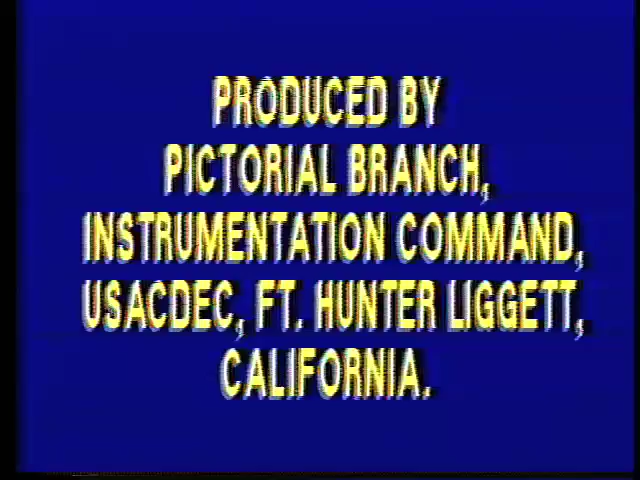 PRODUCED BY
PICTORIAL BRANCH,
INSTRUMENTATION COMMAND,
USACDEC, FT. HUNTER LIGGETT,
CALIFORNIA.